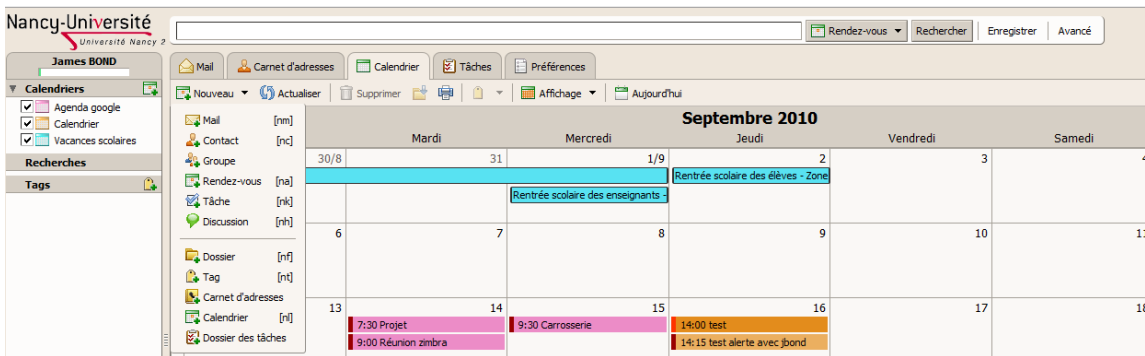 Nancy-Université
Université Nancy 2
Rendez-vous Rechercher Enregistrer Avancé
James BOND
Mail Carnet d'adresses Calendrier Tâches Préférences
Calendriers
Nouveau Actualiser Supprimer Affichage Aujourd'hui
Agenda google
Calendrier
Vacances scolaires
Recherches
Tags
Mail [nm]
Contact [nc]
Groupe
Rendez-vous [na]
Tâche [nk]
Discussion [nh]
Dossier [nf]
Tag [nt]
Carnet d'adresses
Calendrier [nl]
Dossier des tâches
Septembre 2010
Mardi Mercredi Jeudi Vendredi Samedi
30/8 31 1/9 2 3 4
Rentrée scolaire des élèves - Zone
Rentrée scolaire des enseignants -
6 7 8 9 10 11
13 14 15 16 17 18
7:30 Projet 9:30 Carrosserie 14:00 test
9:00 Réunion zimbra 14:15 test alerte avec jbond